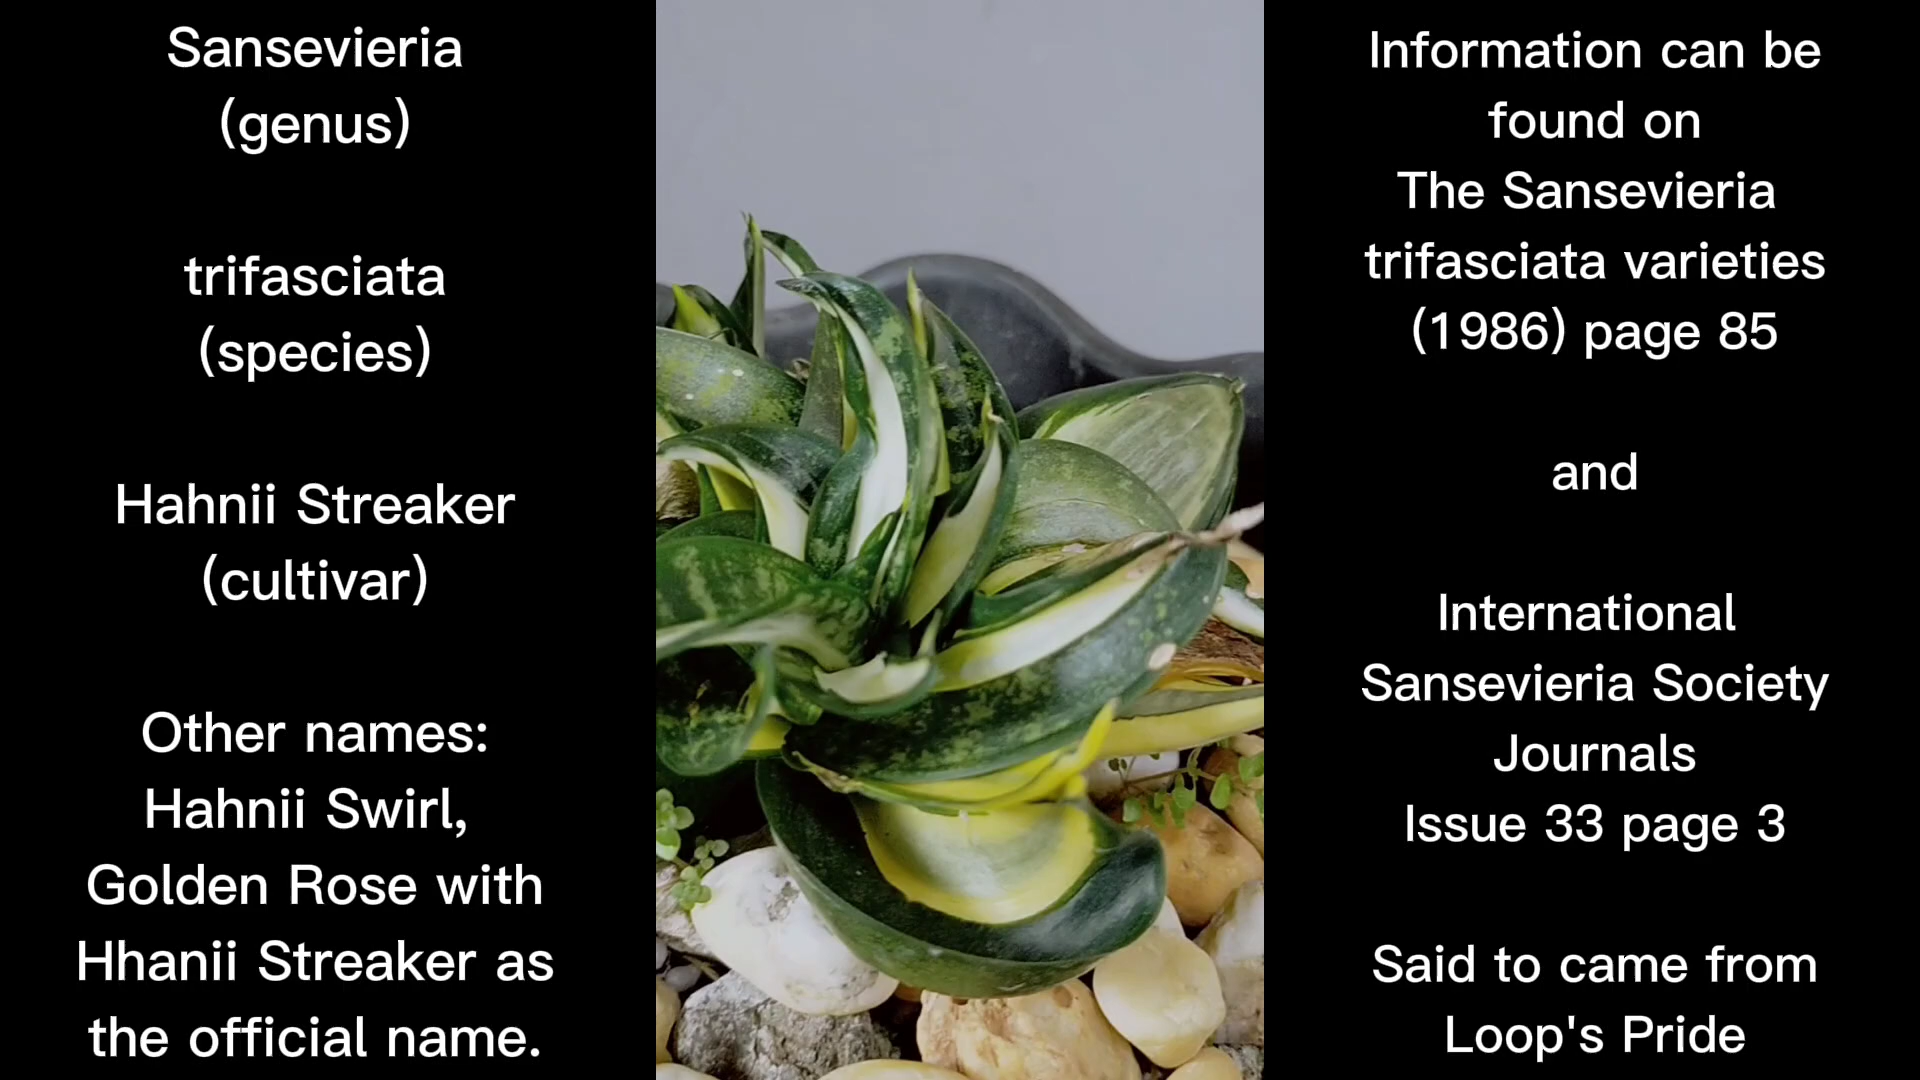 Sansevieria
(genus)
trifasciata
(species)
Hahnii Streaker
(cultivar)
Other names:
Hahnii Swirl,
Golden Rose with
Hhanii Streaker as
the official name.
Information can be
found on
The Sansevieria
trifasciata varieties
(1986) page 85
and
International
Sansevieria Society
Journals
Issue 33 page 3
Said to came from
Loop's Pride